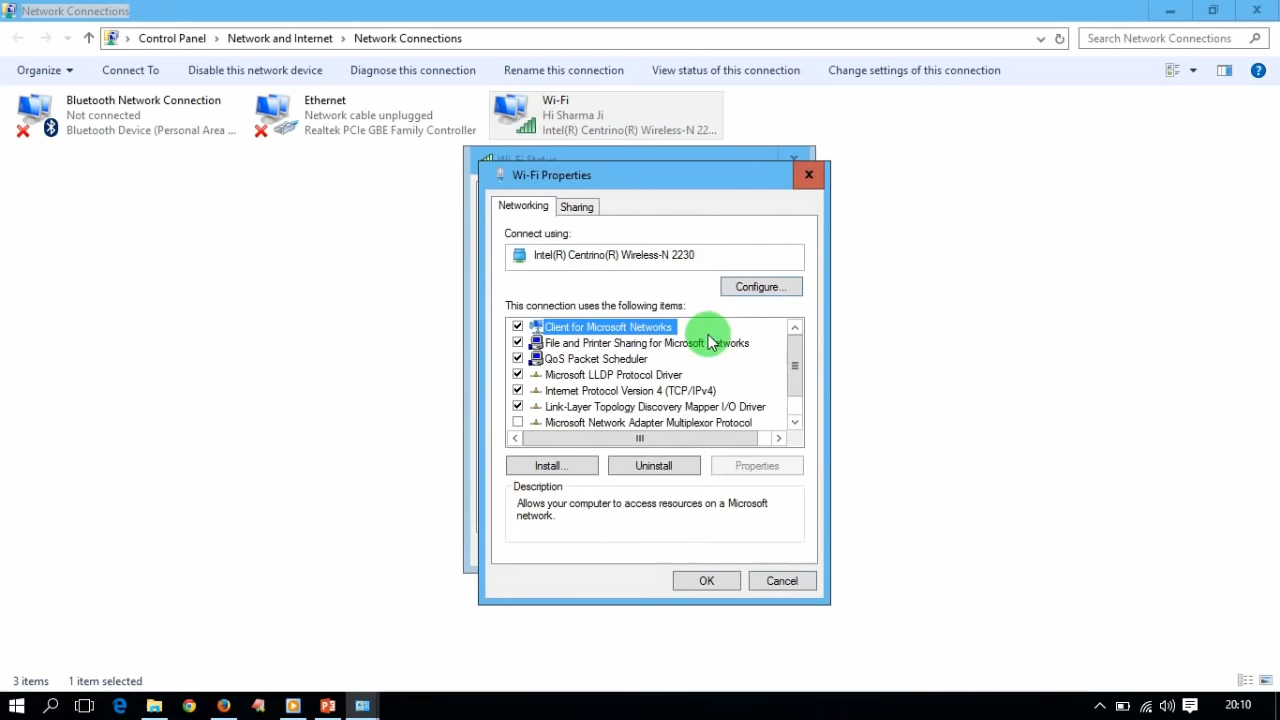 Network Connections
Control Panel
Network and Internet
Network Connections
Search Network Connections
Organize
Connect To
Disable this network device
Diagnose this connection
Rename this connection
View status of this connection
Change settings of this connection
Bluetooth Network Connection
Not connected
Bluetooth Device (Personal Area ...
Ethernet
Network cable unplugged
Realtek PCIe GBE Family Controller
Wi-Fi
Hi Sharma Ji
Intel(R) Centrino(R) Wireless-N 22...
Wi-Fi Status
Wi-Fi Properties
Networking
Sharing
Connect using:
Intel(R) Centrino(R) Wireless-N 2230
Configure...
This connection uses the following items:
Client for Microsoft Networks
File and Printer Sharing for Microsoft Networks
QoS Packet Scheduler
Microsoft LLDP Protocol Driver
Internet Protocol Version 4 (TCP/IPv4)
Link-Layer Topology Discovery Mapper I/O Driver
Microsoft Network Adapter Multiplexor Protocol
Install...
Uninstall
Properties
Description
Allows your computer to access resources on a Microsoft
network.
OK
Cancel
3 items
1 item selected
20:10